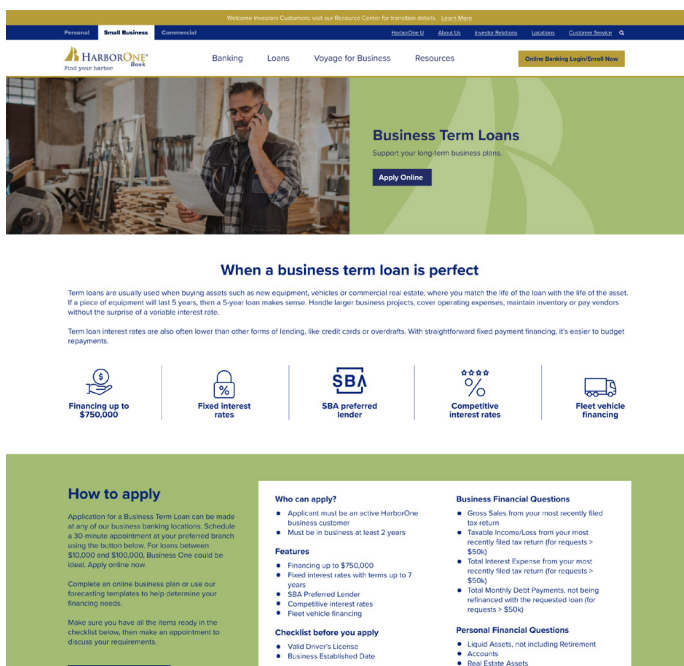 Welcome Investors Customers: visit our Resource Center for transition details. Learn More
Personal Small Business Commercial HarborOne U About Us Investor Relations Locations Customer Service
HARBORONE®
Bank
Find your harbor.
Banking Loans Voyage for Business Resources Online Banking Login/Enroll Now
Business Term Loans
Support your long-term business plans.
Apply Online
When a business term loan is perfect
Term loans are usually used when buying assets such as new equipment, vehicles or commercial real estate, where you match the life of the loan with the life of the asset.
If a piece of equipment will last 5 years, then a 5-year loan makes sense. Handle larger business projects, cover operating expenses, maintain inventory or pay vendors
without the surprise of a variable interest rate.
Term loan interest rates are also often lower than other forms of lending, like credit cards or overdrafts. With straightforward fixed payment financing, it's easier to budget
repayments.
$
%
SBA
Financing up to
$750,000
Fixed interest
rates
SBA preferred
lender
Competitive
interest rates
Fleet vehicle
financing
How to apply
Application for a Business Term Loan can be made
at any of our business banking locations. Schedule
a 30-minute appointment at your preferred branch
using the button below. For loans between
$10,000 and $100,000, Business One could be
ideal. Apply online now.
Complete an online business plan or use our
forecasting templates to help determine your
financing needs.
Make sure you have all the items ready in the
checklist below, then make an appointment to
discuss your requirements.
Who can apply?
Applicant must be an active HarborOne
business customer
Must be in business at least 2 years
Features
Financing up to $750,000
Fixed interest rates with terms up to 7
years
SBA Preferred Lender
Competitive interest rates
Fleet vehicle financing
Checklist before you apply
Valid Driver's License
Business Established Date
Business Financial Questions
Gross Sales from your most recently filed
tax return
Taxable Income/Loss from your most
recently filed tax return (for requests >
$50k)
Total Interest Expense from your most
recently filed tax return (for requests >
$50k)
Total Monthly Debt Payments, not being
refinanced with the requested loan (for
requests > $50k)
Personal Financial Questions
Liquid Assets, not including Retirement
Accounts
Real Estate Assets